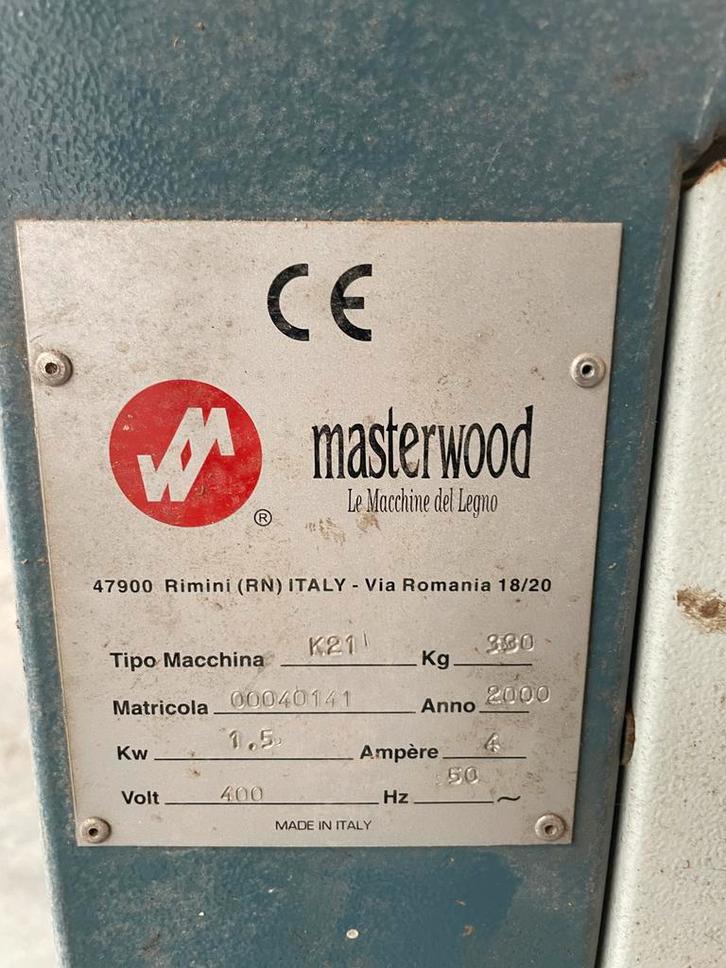 CE
MW
®
masterwood
Le Macchine del Legno
47900 Rimini (RN) ITALY - Via Romania 18/20
Tipo Macchina K21 Kg
Matricola 00040141 Anno 2000
Kw 1.5 Ampère 4
Volt 400 Hz 50 ~
MADE IN ITALY